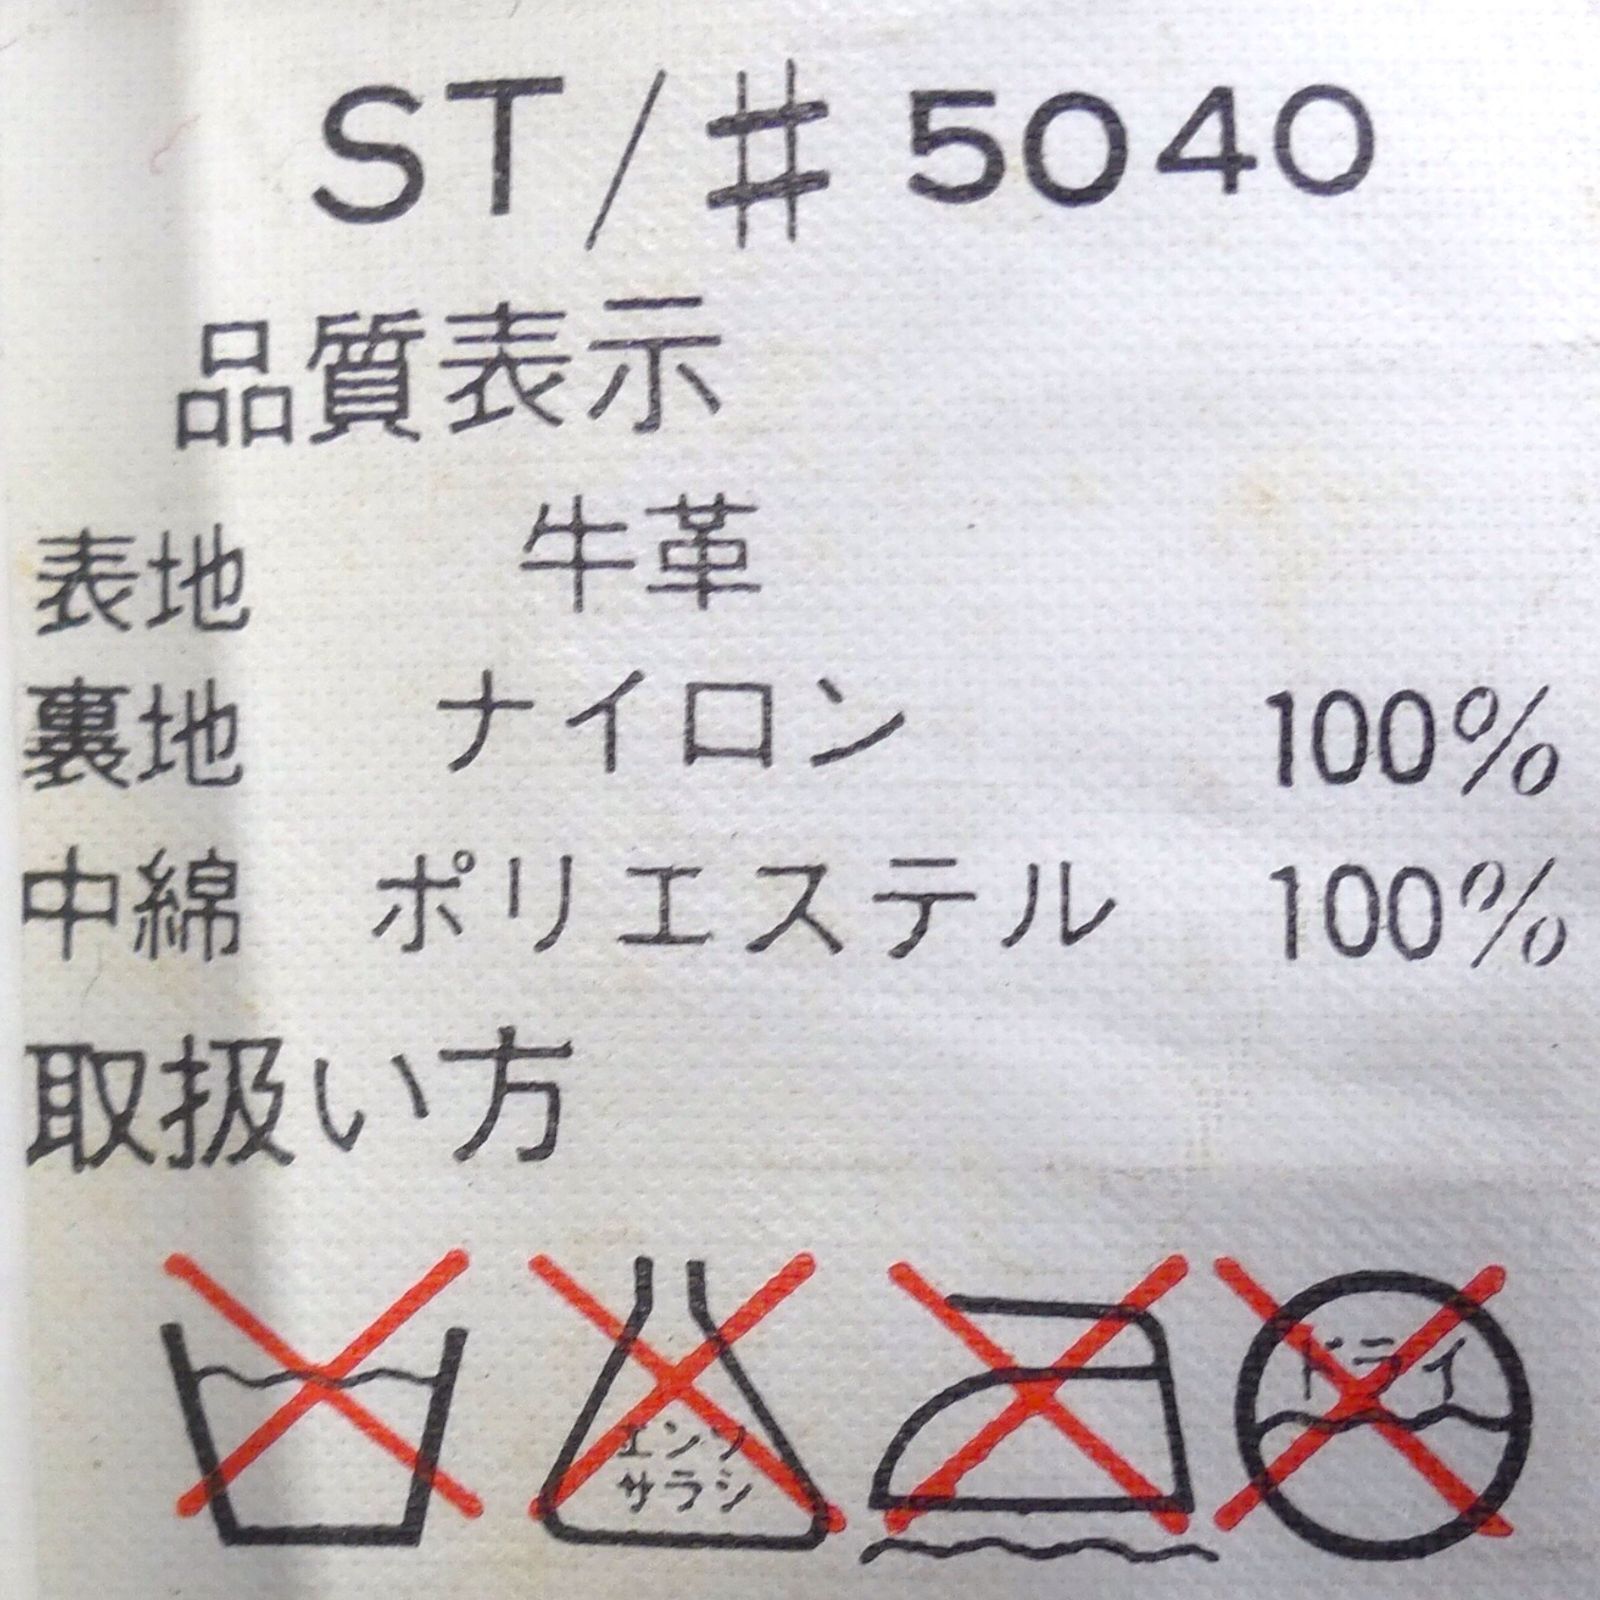 ST/# 5040
品質表示
表地 牛革
裏地 ナイロン 100%
中綿 ポリエステル 100%
取扱い方
エンソ
サラシ
ドライ